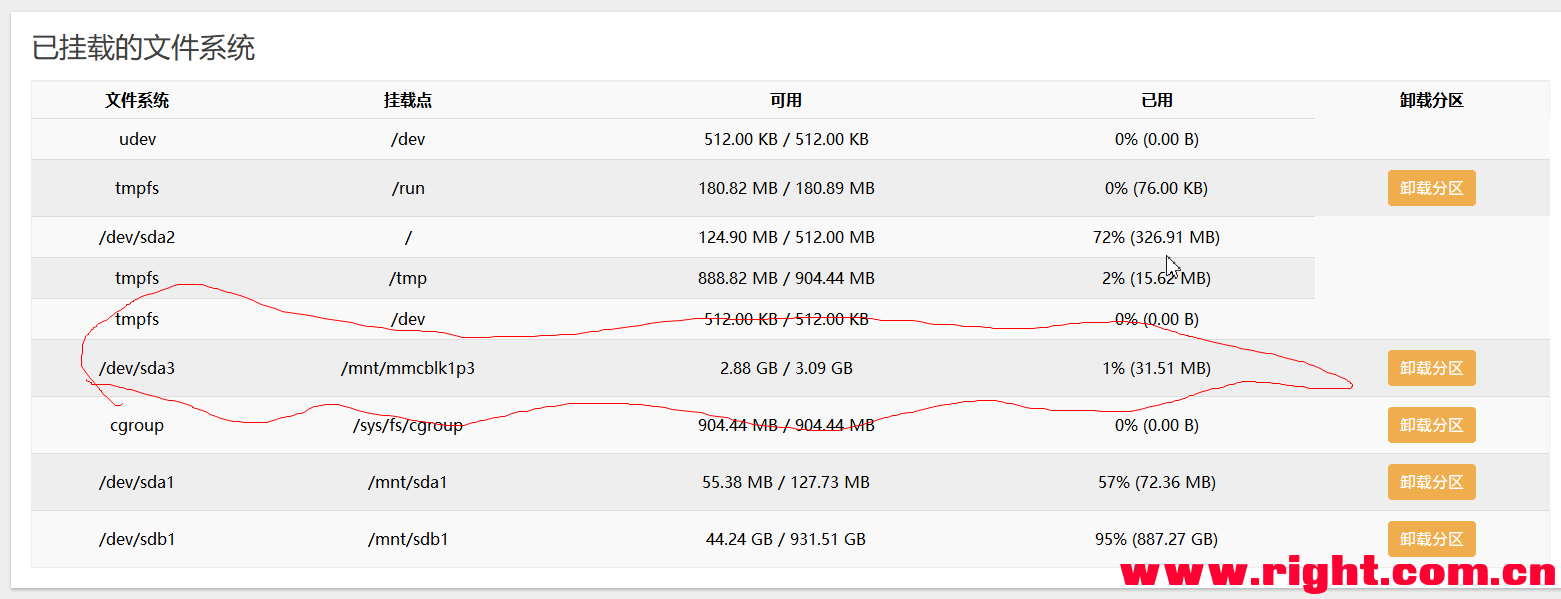 已挂载的文件系统
文件系统 挂载点 可用 已用 卸载分区
udev /dev 512.00 KB / 512.00 KB 0% (0.00 B)
tmpfs /run 180.82 MB / 180.89 MB 0% (76.00 KB) 卸载分区
/dev/sda2 / 124.90 MB / 512.00 MB 72% (326.91 MB)
tmpfs /tmp 888.82 MB / 904.44 MB 2% (15.62 MB)
tmpfs /dev 512.00 KB / 512.00 KB 0% (0.00 B)
/dev/sda3 /mnt/mmcblk1p3 2.88 GB / 3.09 GB 1% (31.51 MB) 卸载分区
cgroup /sys/fs/cgroup 904.44 MB / 904.44 MB 0% (0.00 B) 卸载分区
/dev/sda1 /mnt/sda1 55.38 MB / 127.73 MB 57% (72.36 MB) 卸载分区
/dev/sdb1 /mnt/sdb1 44.24 GB / 931.51 GB 95% (887.27 GB) 卸载分区
www.right.com.cn